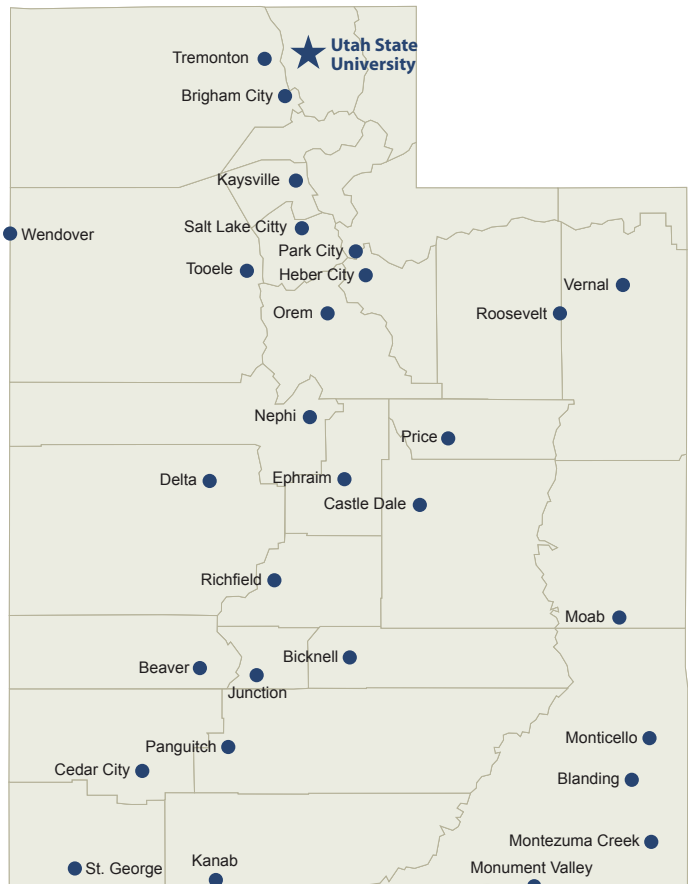 Utah State
University
Tremonton
Brigham City
Kaysville
Salt Lake Citty
Wendover
Park City
Tooele
Heber City
Vernal
Orem
Roosevelt
Nephi
Price
Delta
Ephraim
Castle Dale
Richfield
Moab
Bicknell
Beaver
Junction
Monticello
Panguitch
Cedar City
Blanding
Montezuma Creek
Kanab
St. George
Monument Valley